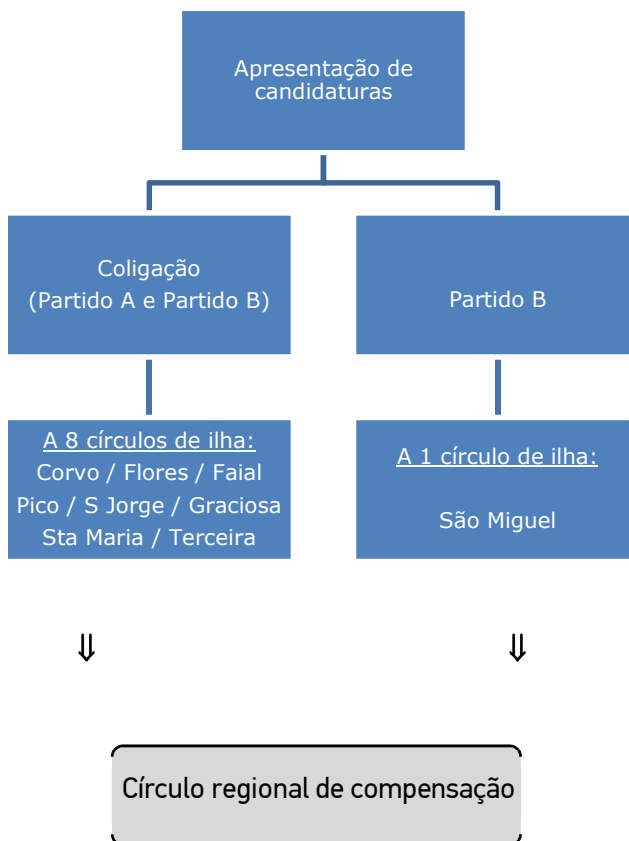 Apresentação de
candidaturas
Coligação
(Partido A e Partido B)
Partido B
A 8 círculos de ilha:
Corvo / Flores / Faial
Pico / S Jorge / Graciosa
Sta Maria / Terceira
A 1 círculo de ilha:
São Miguel
⇓ ⇓
Círculo regional de compensação